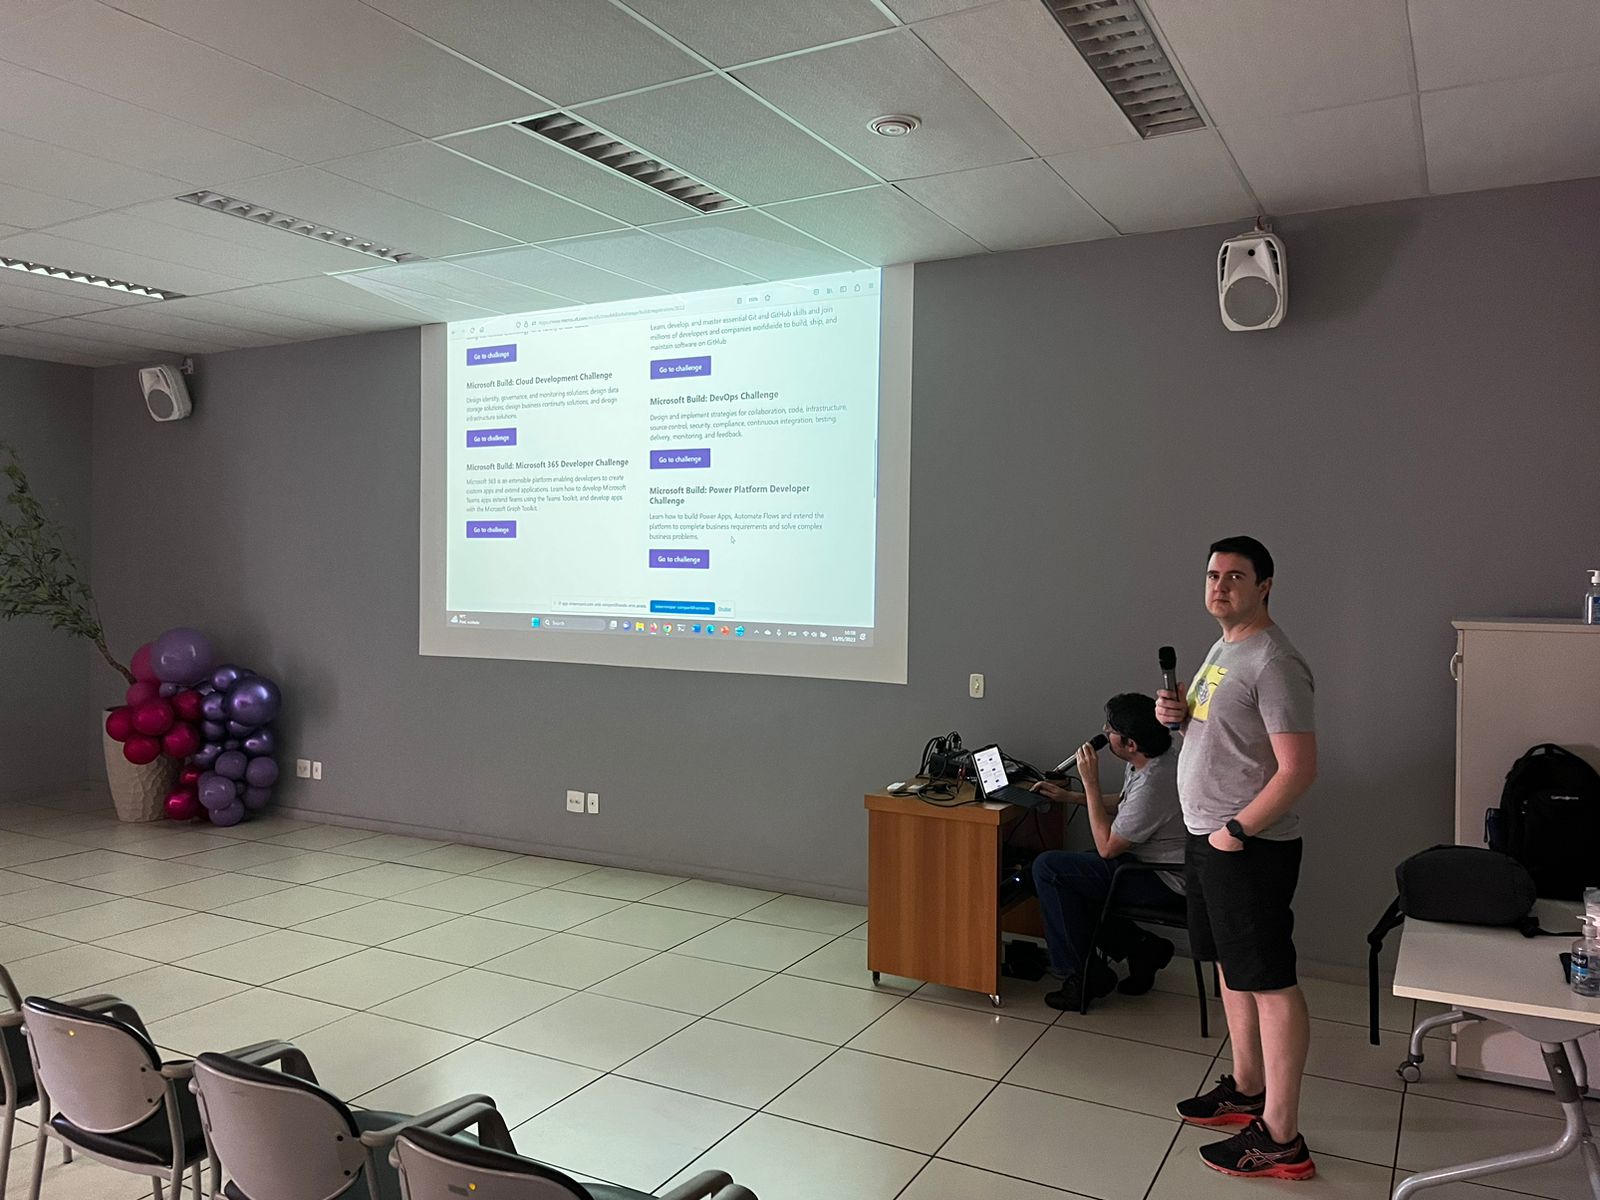 Go to challenge
Microsoft Build: Cloud Development Challenge
Design identity, governance, and monitoring solutions; design data
storage solutions; design business continuity solutions, and design
infrastructure solutions.
Go to challenge
Microsoft Build: Microsoft 365 Developer Challenge
Microsoft 365 is an extensible platform enabling developers to create
custom apps and extend applications. Learn how to develop Microsoft
Teams apps extend Teams using the Teams Toolkit, and develop apps
with the Microsoft Graph Toolkit.
Go to challenge
Learn, develop, and master essential Git and GitHub skills and join
millions of developers and companies worldwide to build, ship, and
maintain software on GitHub
Go to challenge
Microsoft Build: DevOps Challenge
Design and implement strategies for collaboration, code, infrastructure,
source control, security, compliance, continuous integration, testing,
delivery, monitoring, and feedback.
Go to challenge
Microsoft Build: Power Platform Developer
Challenge
Learn how to build Power Apps, Automate Flows and extend the
platform to complete business requirements and solve complex
business problems.
Go to challenge
Ocultar
Search